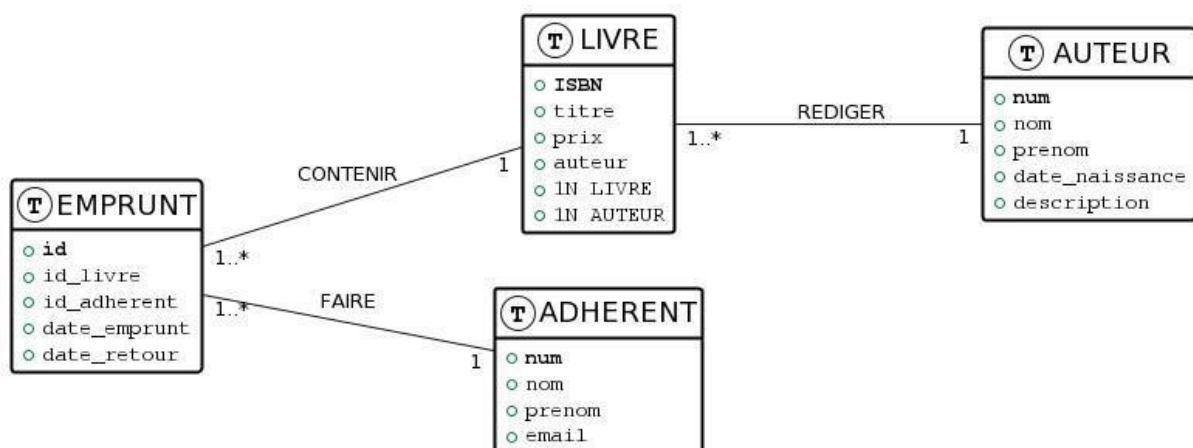 T LIVRE
ISBN
titre
prix
auteur
1N LIVRE
1N AUTEUR
T AUTEUR
num
nom
prenom
date_naissance
description
REDIGER
1..*
1
CONTENIR
1
1..*
T EMPRUNT
id
id_livre
id_adherent
date_emprunt
date_retour
FAIRE
1..*
1
T ADHERENT
num
nom
prenom
email